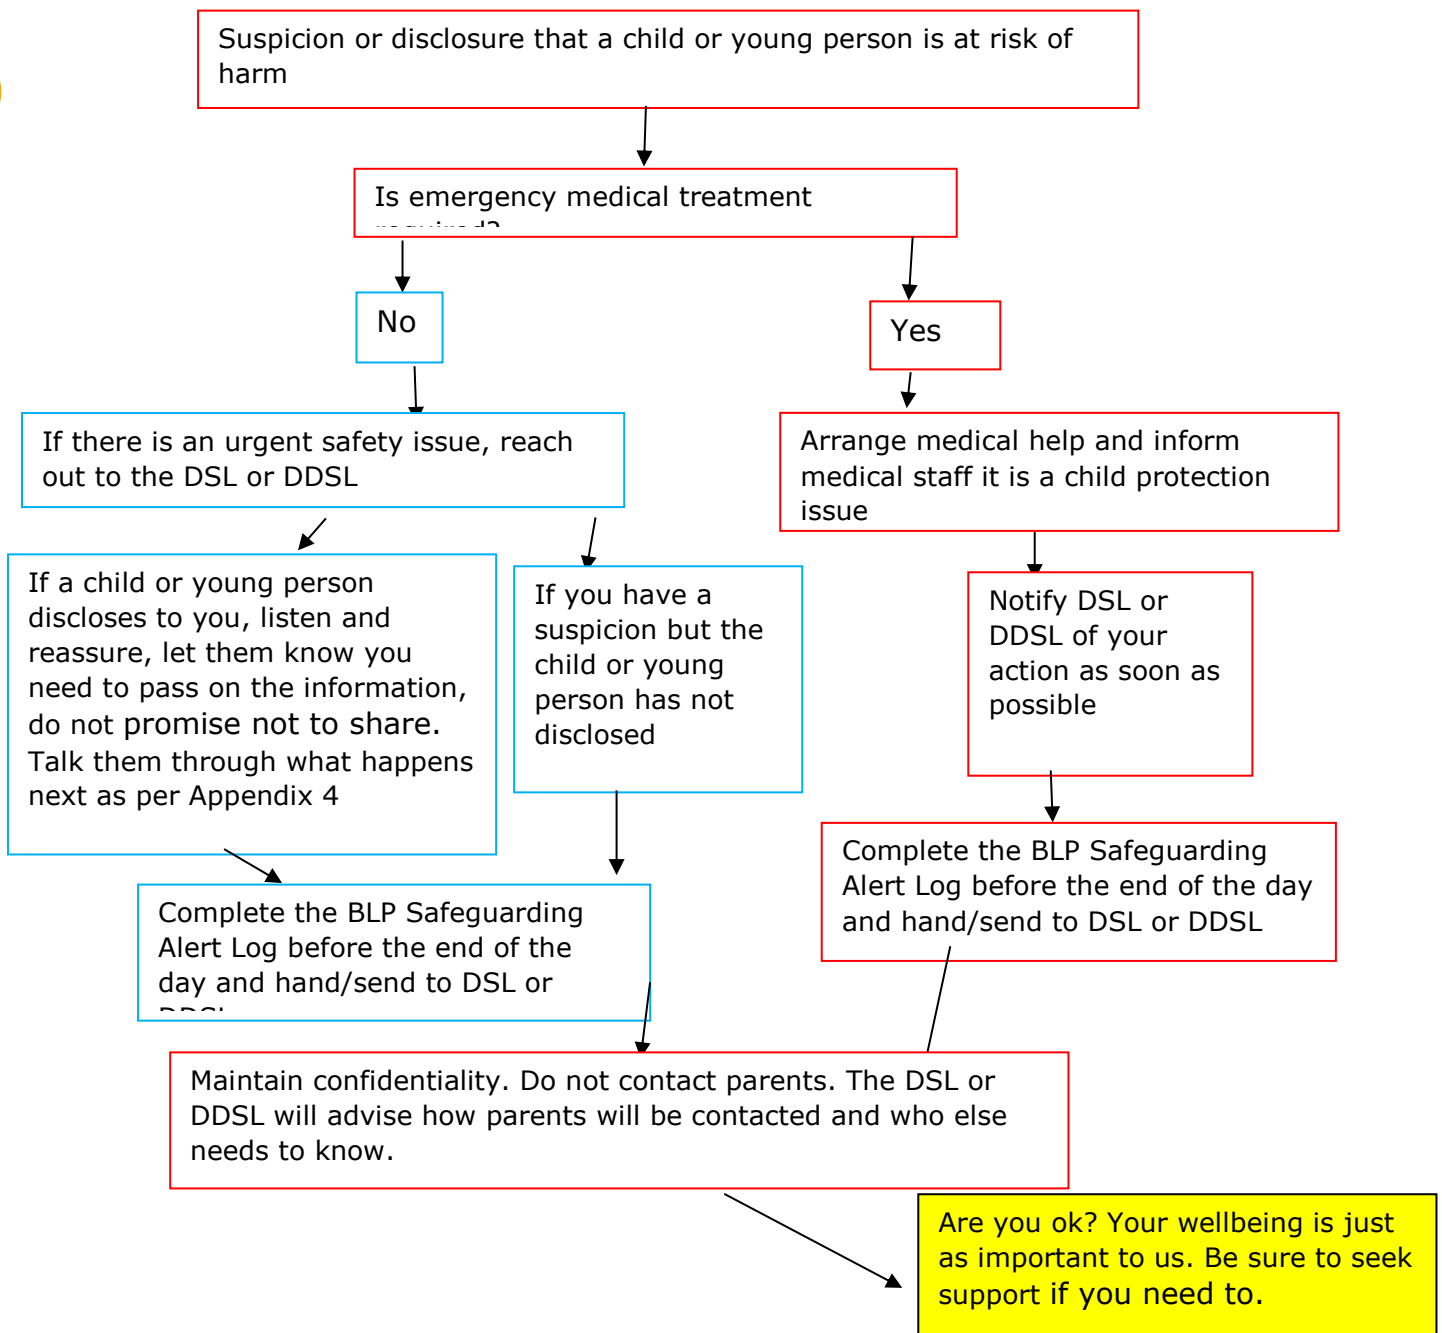 Suspicion or disclosure that a child or young person is at risk of
harm
Is emergency medical treatment
required?
No
Yes
If there is an urgent safety issue, reach
out to the DSL or DDSL
Arrange medical help and inform
medical staff it is a child protection
issue
If a child or young person
discloses to you, listen and
reassure, let them know you
need to pass on the information,
do not promise not to share.
Talk them through what happens
next as per Appendix 4
If you have a
suspicion but the
child or young
person has not
disclosed
Notify DSL or
DDSL of your
action as soon as
possible
Complete the BLP Safeguarding
Alert Log before the end of the day
and hand/send to DSL or DDSL
Complete the BLP Safeguarding
Alert Log before the end of the
day and hand/send to DSL or
DDSL
Maintain confidentiality. Do not contact parents. The DSL or
DDSL will advise how parents will be contacted and who else
needs to know.
Are you ok? Your wellbeing is just
as important to us. Be sure to seek
support if you need to.